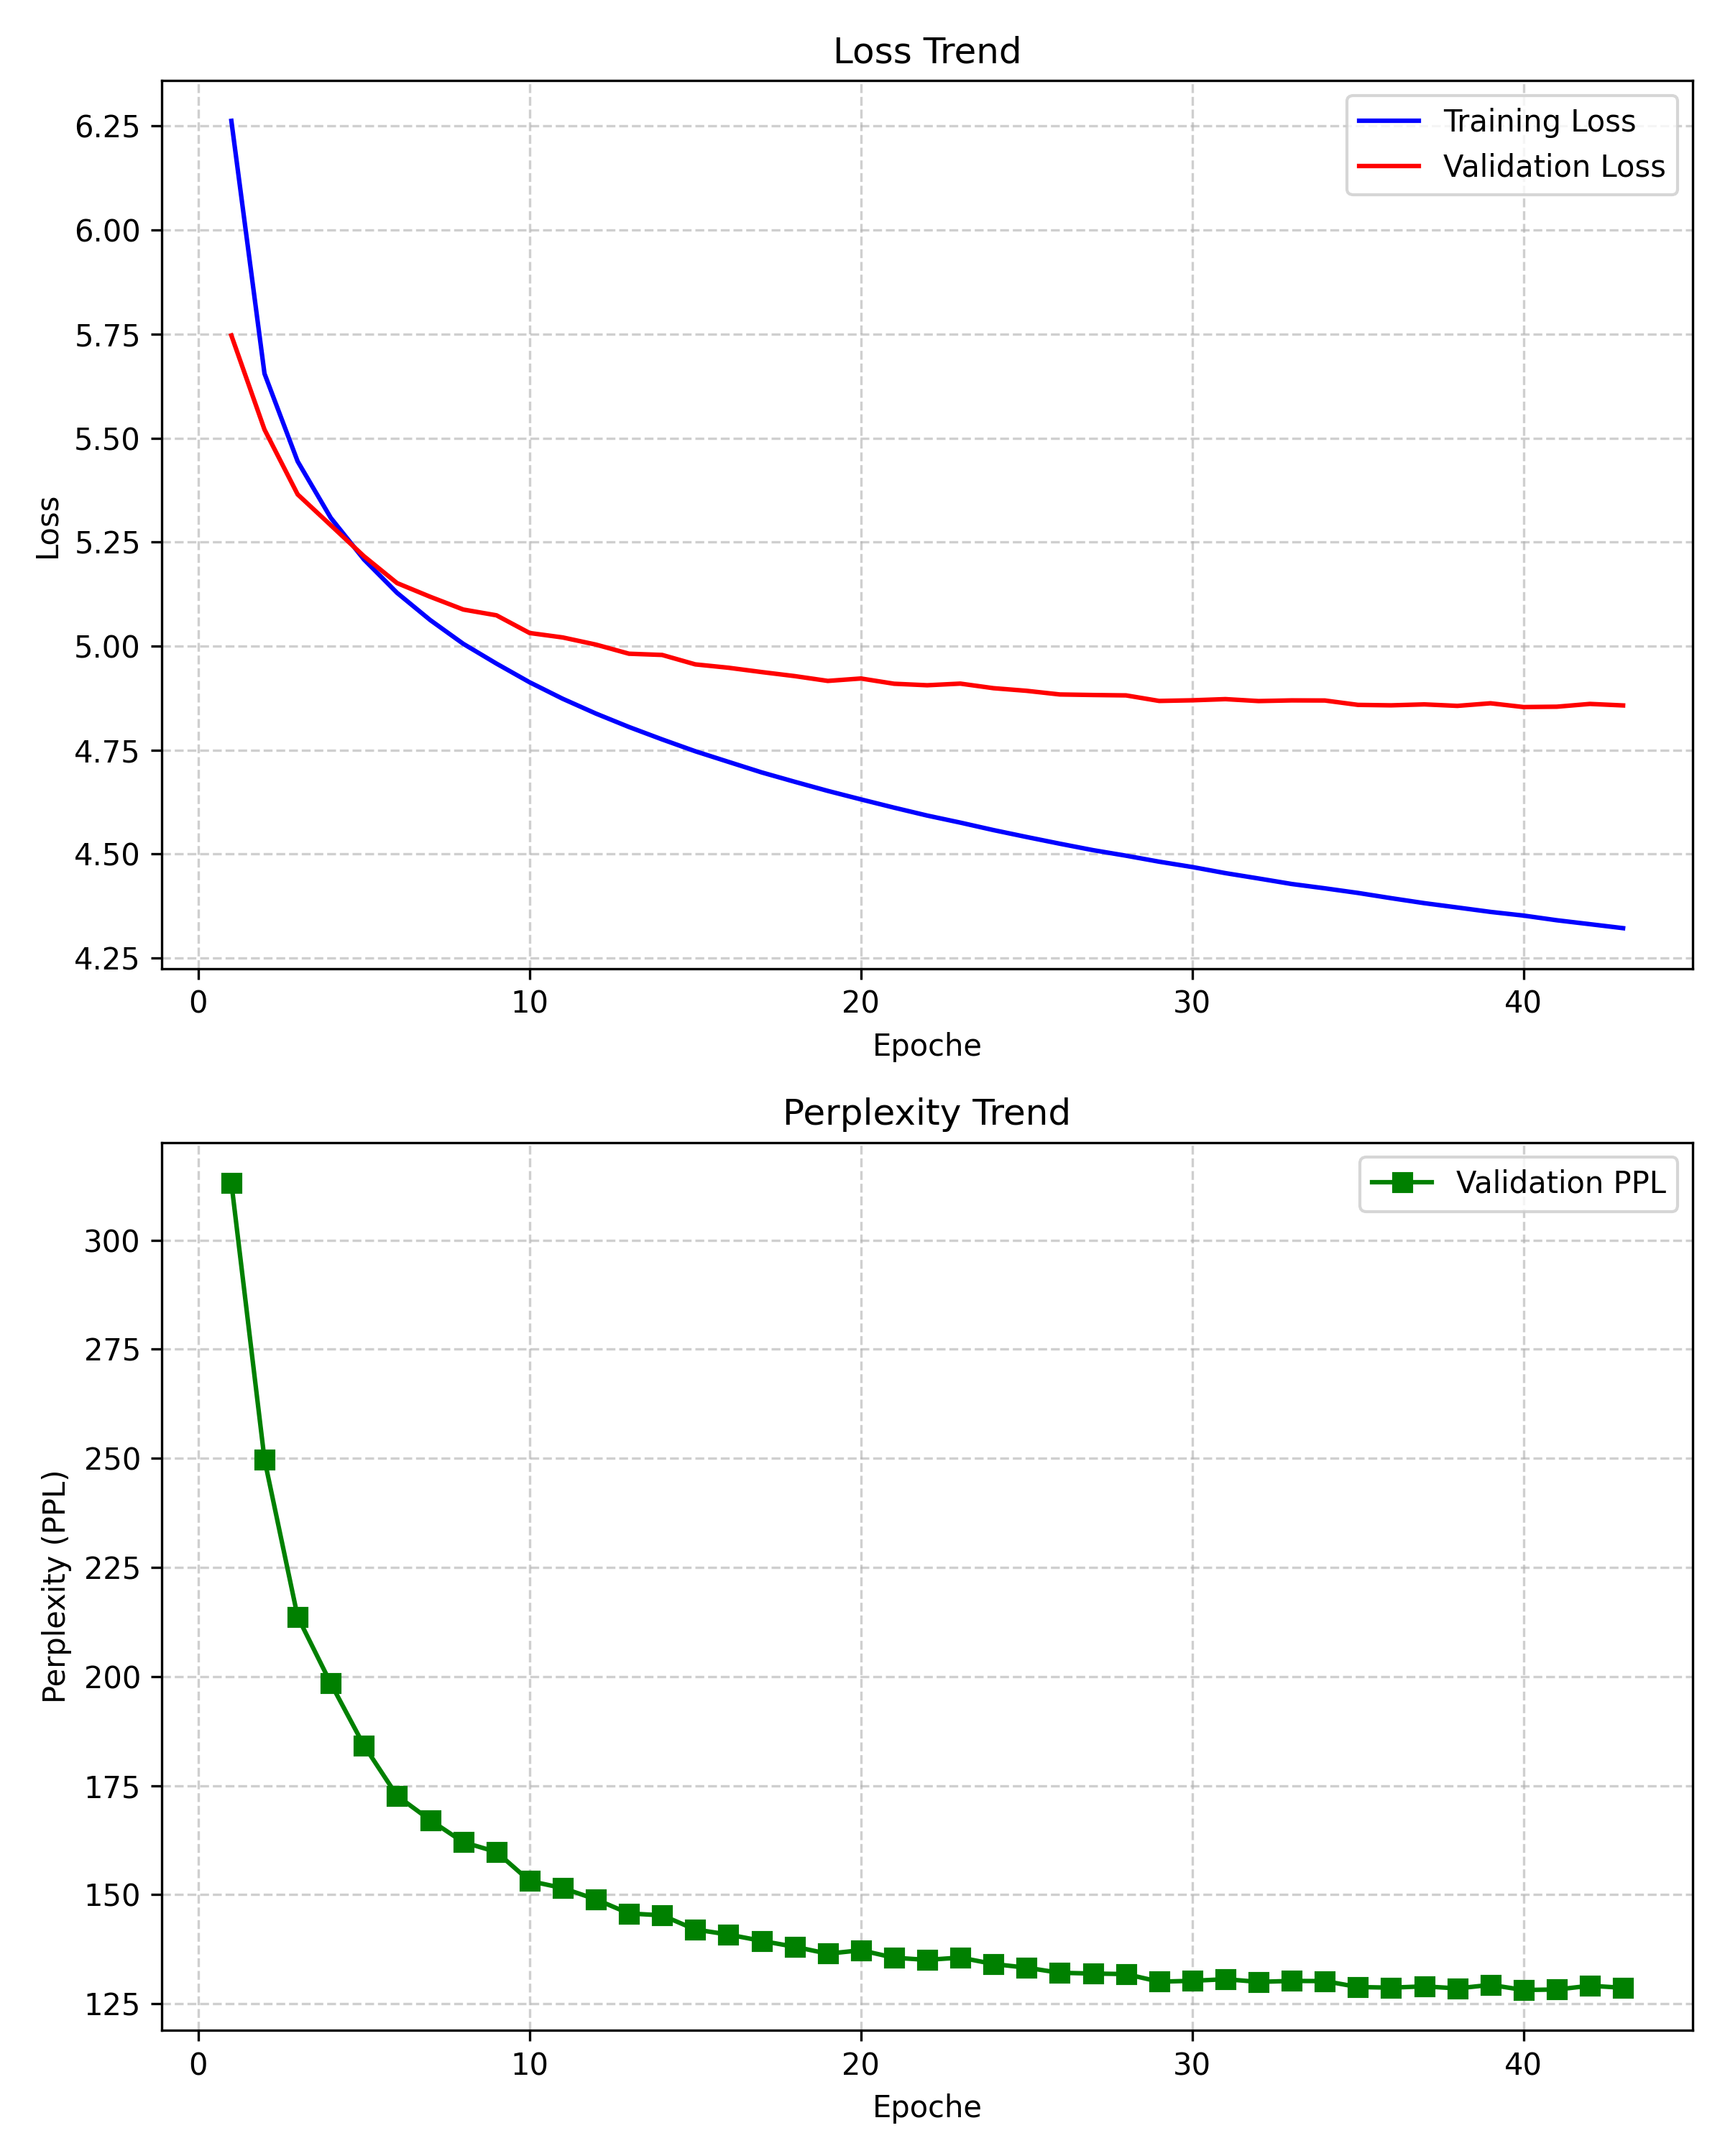 Loss Trend
Training Loss
Validation Loss
6.25
6.00
5.75
5.50
5.25
5.00
4.75
4.50
4.25
Loss
0 10 20 30 40
Epoche
Perplexity Trend
Validation PPL
300
275
250
225
200
175
150
125
Perplexity (PPL)
0 10 20 30 40
Epoche